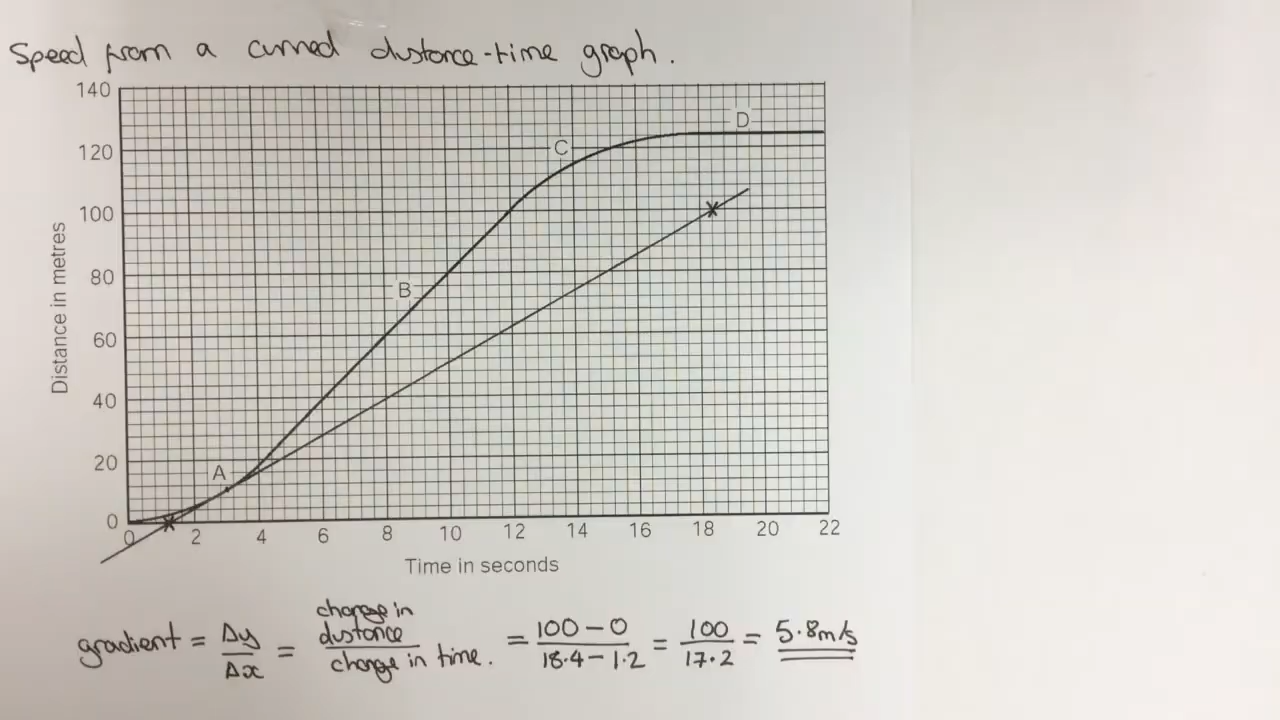 Speed from a curved distance-time graph.
140
120
100
80
60
40
20
0
Distance in metres
A
B
C
D
0 2 4 6 8 10 12 14 16 18 20 22
Time in seconds
gradient = Δy/Δx = change in distance/change in time. = 100-0/18.4-1.2 = 100/17.2 = 5.8m/s